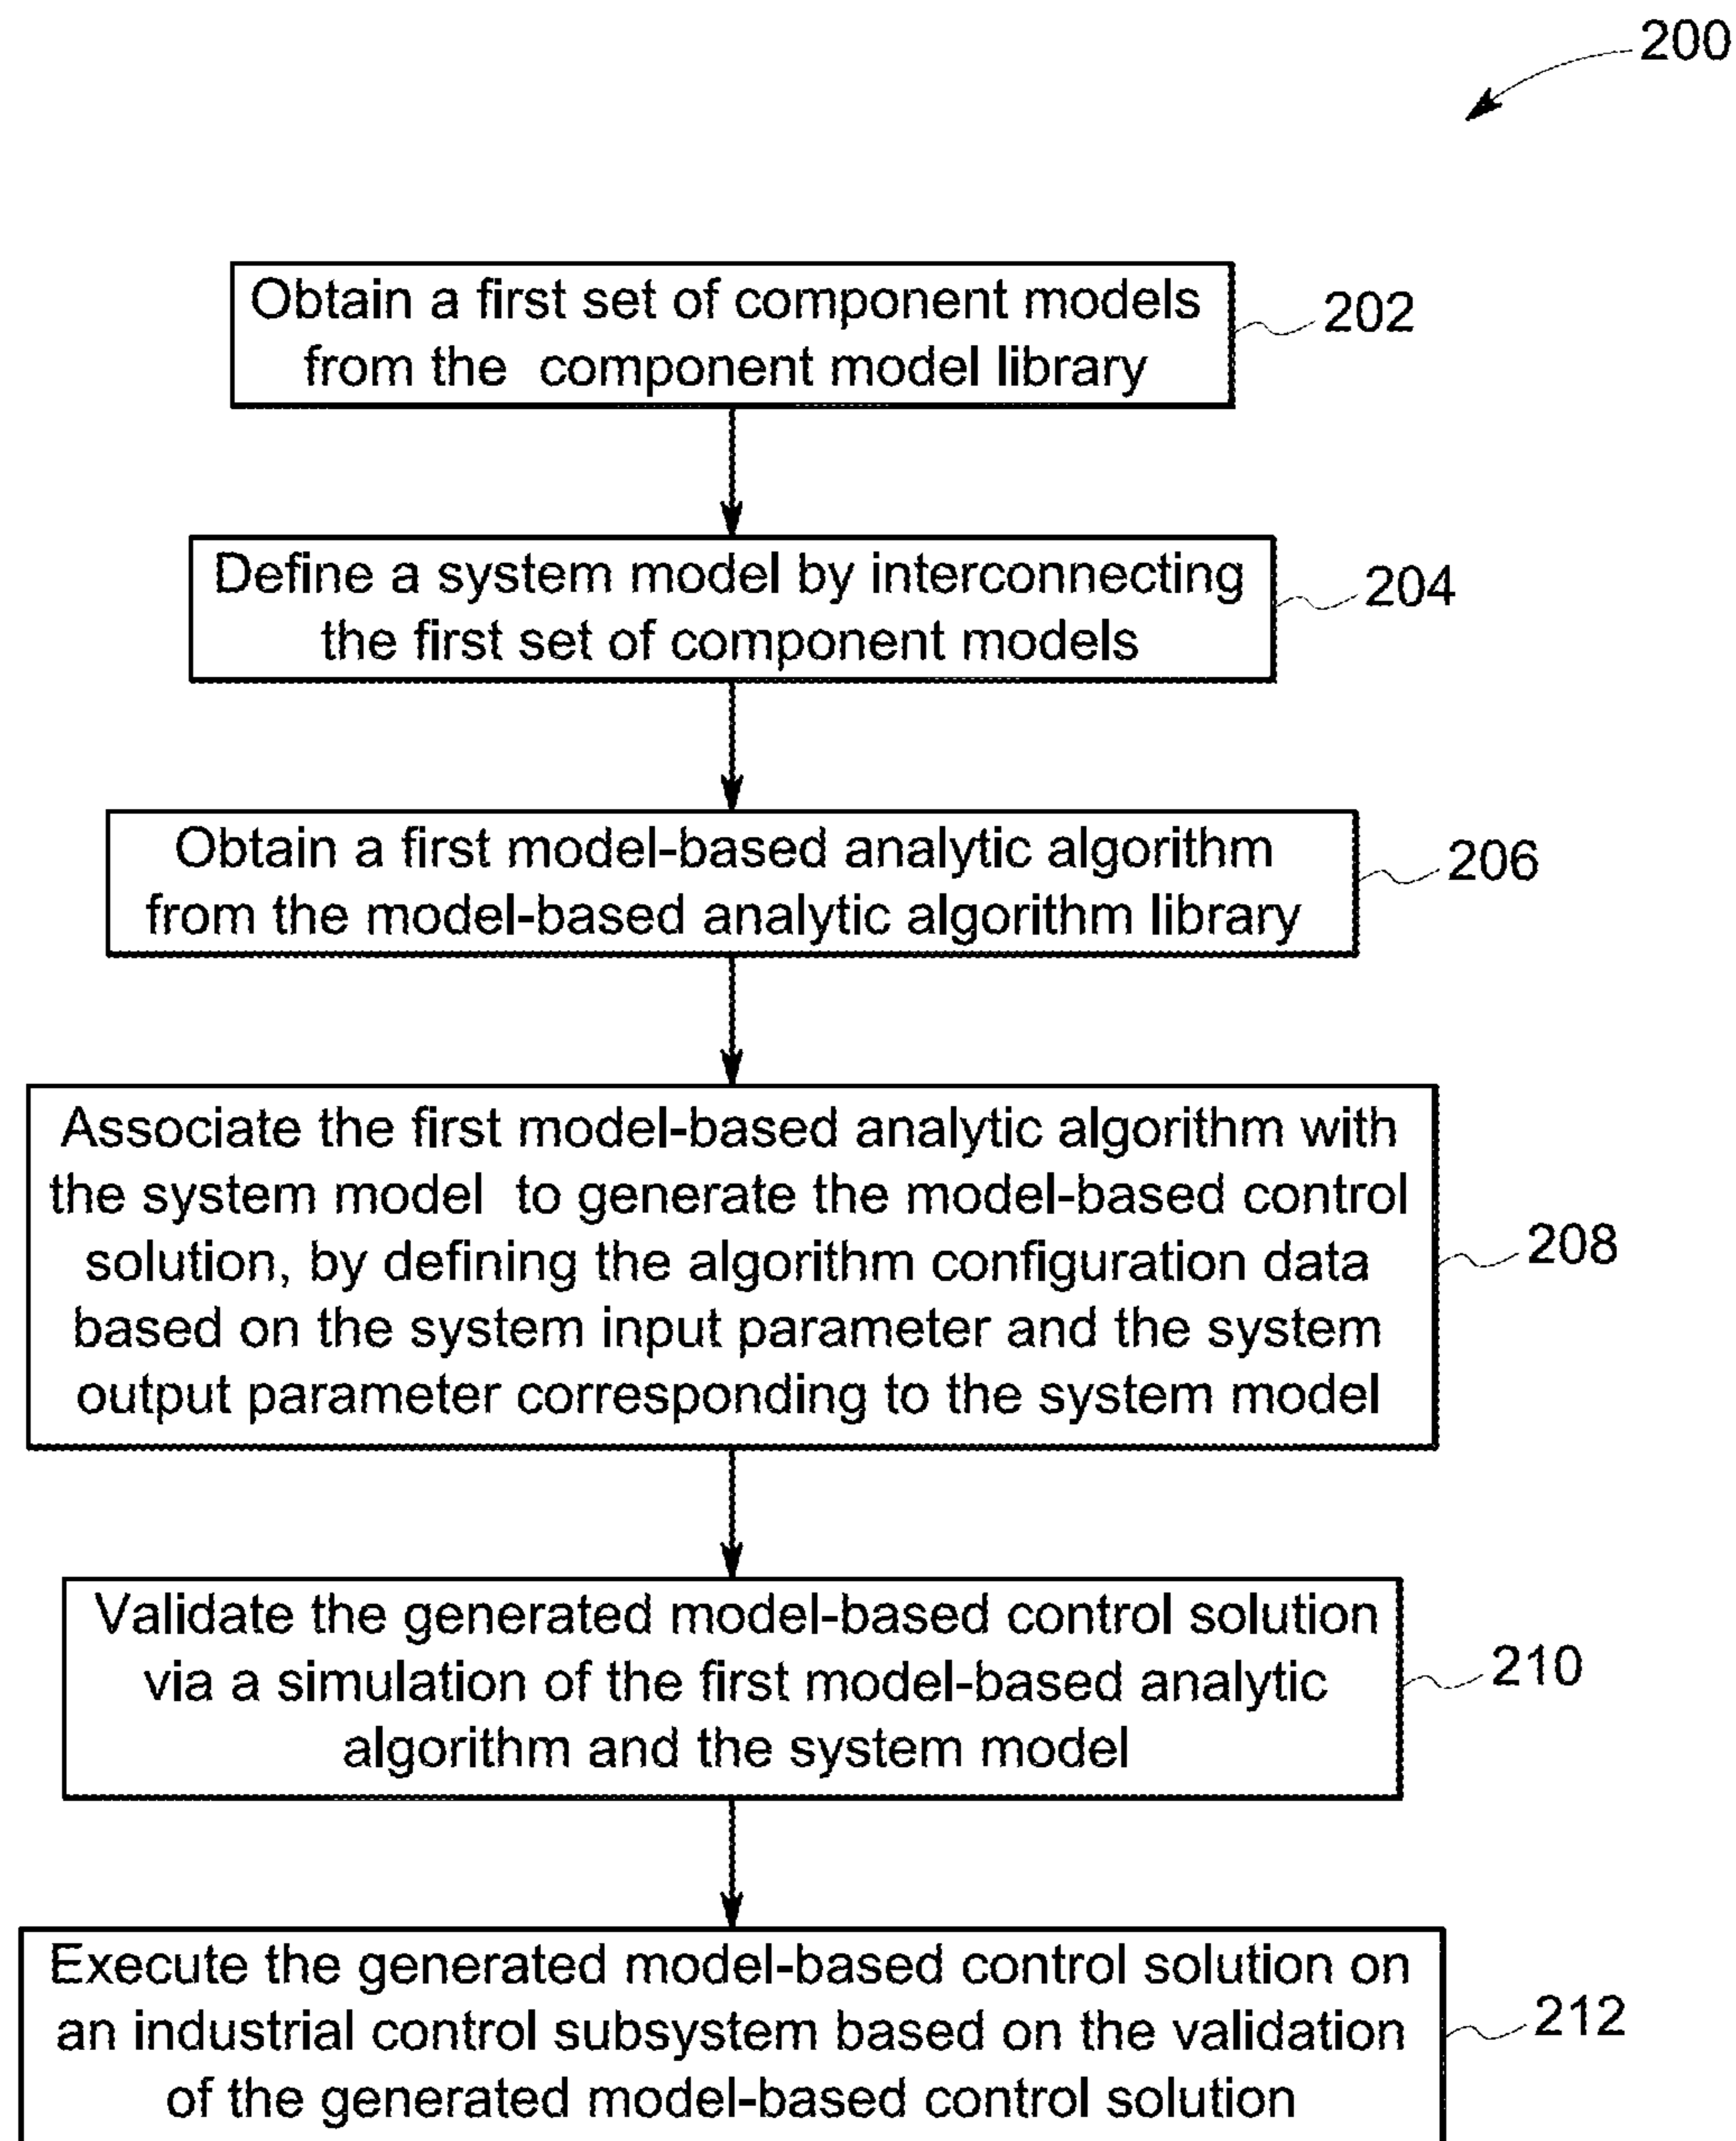 200
Obtain a first set of component models
from the component model library
202
Define a system model by interconnecting
the first set of component models
204
Obtain a first model-based analytic algorithm
from the model-based analytic algorithm library
206
Associate the first model-based analytic algorithm with
the system model to generate the model-based control
solution, by defining the algorithm configuration data
based on the system input parameter and the system
output parameter corresponding to the system model
208
Validate the generated model-based control solution
via a simulation of the first model-based analytic
algorithm and the system model
210
Execute the generated model-based control solution on
an industrial control subsystem based on the validation
of the generated model-based control solution
212